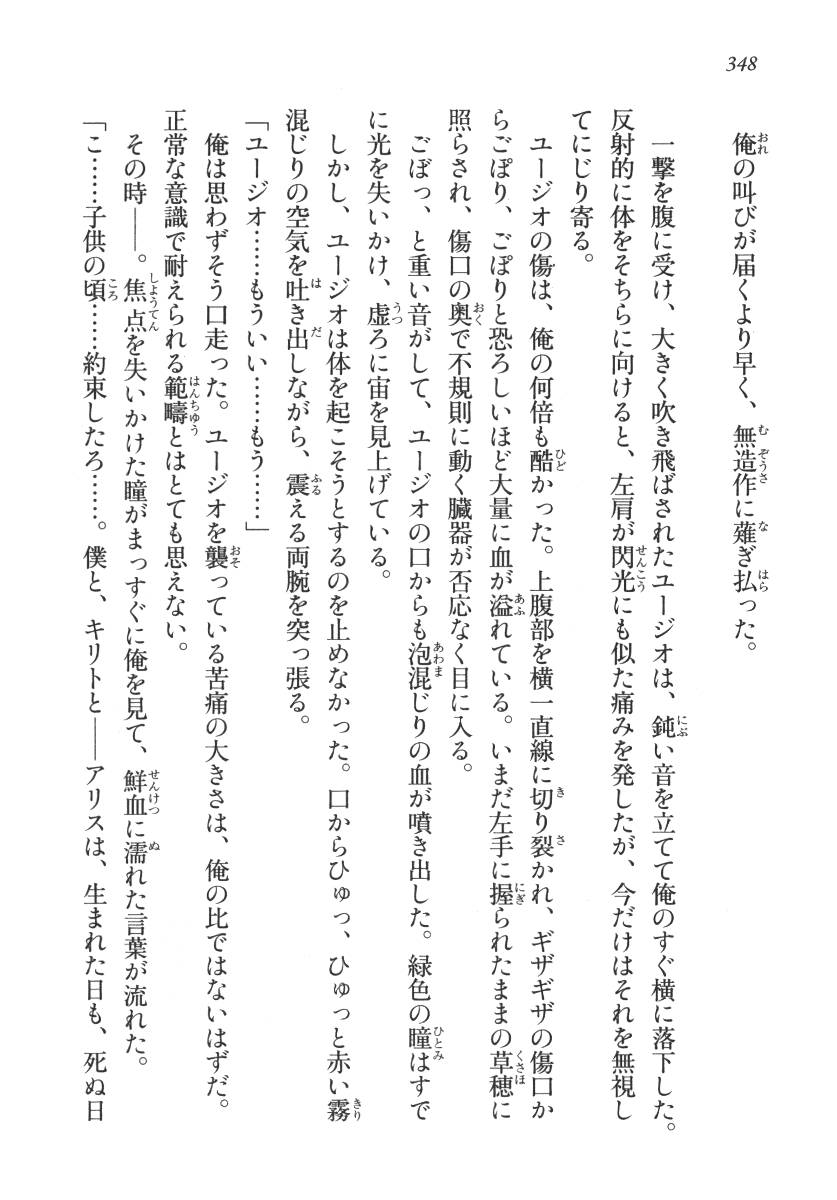 348
俺の叫びが届くより早く、無造作に薙ぎ払った。
一撃を腹に受け、大きく吹き飛ばされたユージオは、鈍い音を立てて俺のすぐ横に落下した。
反射的に体をそちらに向けると、左肩が閃光にも似た痛みを発したが、今だけはそれを無視し
てにじり寄る。
ユージオの傷は、俺の何倍も酷かった。上腹部を横一直線に切り裂かれ、ギザギザの傷口か
らごぽり、ごぽりと恐ろしいほど大量に血が溢れている。いまだ左手に握られたままの草穂に
照らされ、傷口の奥で不規則に動く臓器が否応なく目に入る。
ごぼっ、と重い音がして、ユージオの口からも泡混じりの血が噴き出した。緑色の瞳はすで
に光を失いかけ、虚ろに宙を見上げている。
しかし、ユージオは体を起こそうとするのを止めなかった。口からひゅっ、ひゅっと赤い霧
混じりの空気を吐き出しながら、震える両腕を突っ張る。
「ユージオ……もういい……もう……」
俺は思わずそう口走った。ユージオを襲っている苦痛の大きさは、俺の比ではないはずだ。
正常な意識で耐えられる範疇とはとても思えない。
その時――。焦点を失いかけた瞳がまっすぐに俺を見て、鮮血に濡れた言葉が流れた。
「こ……子供の頃……約束したろ……。僕と、キリトと――アリスは、生まれた日も、死ぬ日